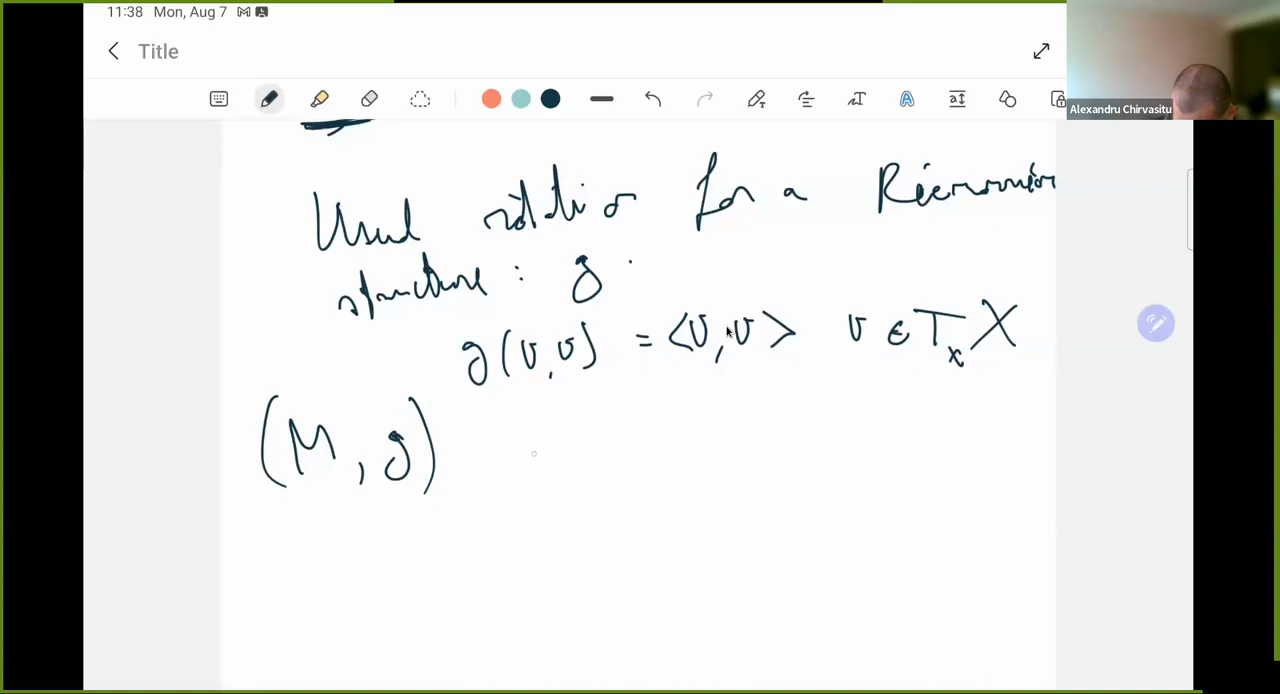 11:38 Mon, Aug 7
Title
Alexandru Chirvasitu
Usual notation for a Riemannian
structure : g .
g(v,v) = <v,v> v ∈ TₓX
(M, g)